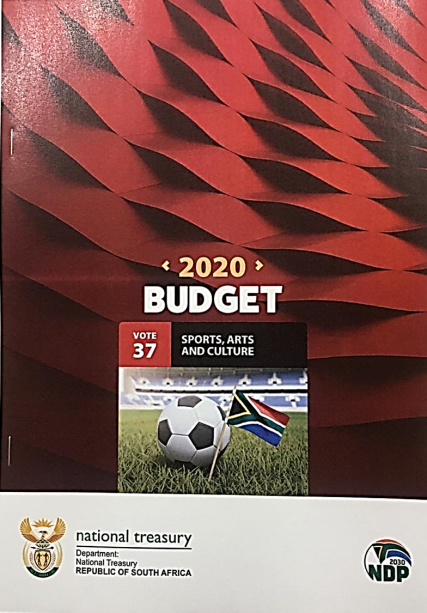 2020
BUDGET
VOTE
37
SPORTS, ARTS
AND CULTURE
national treasury
Department:
National Treasury
REPUBLIC OF SOUTH AFRICA
2030
NDP